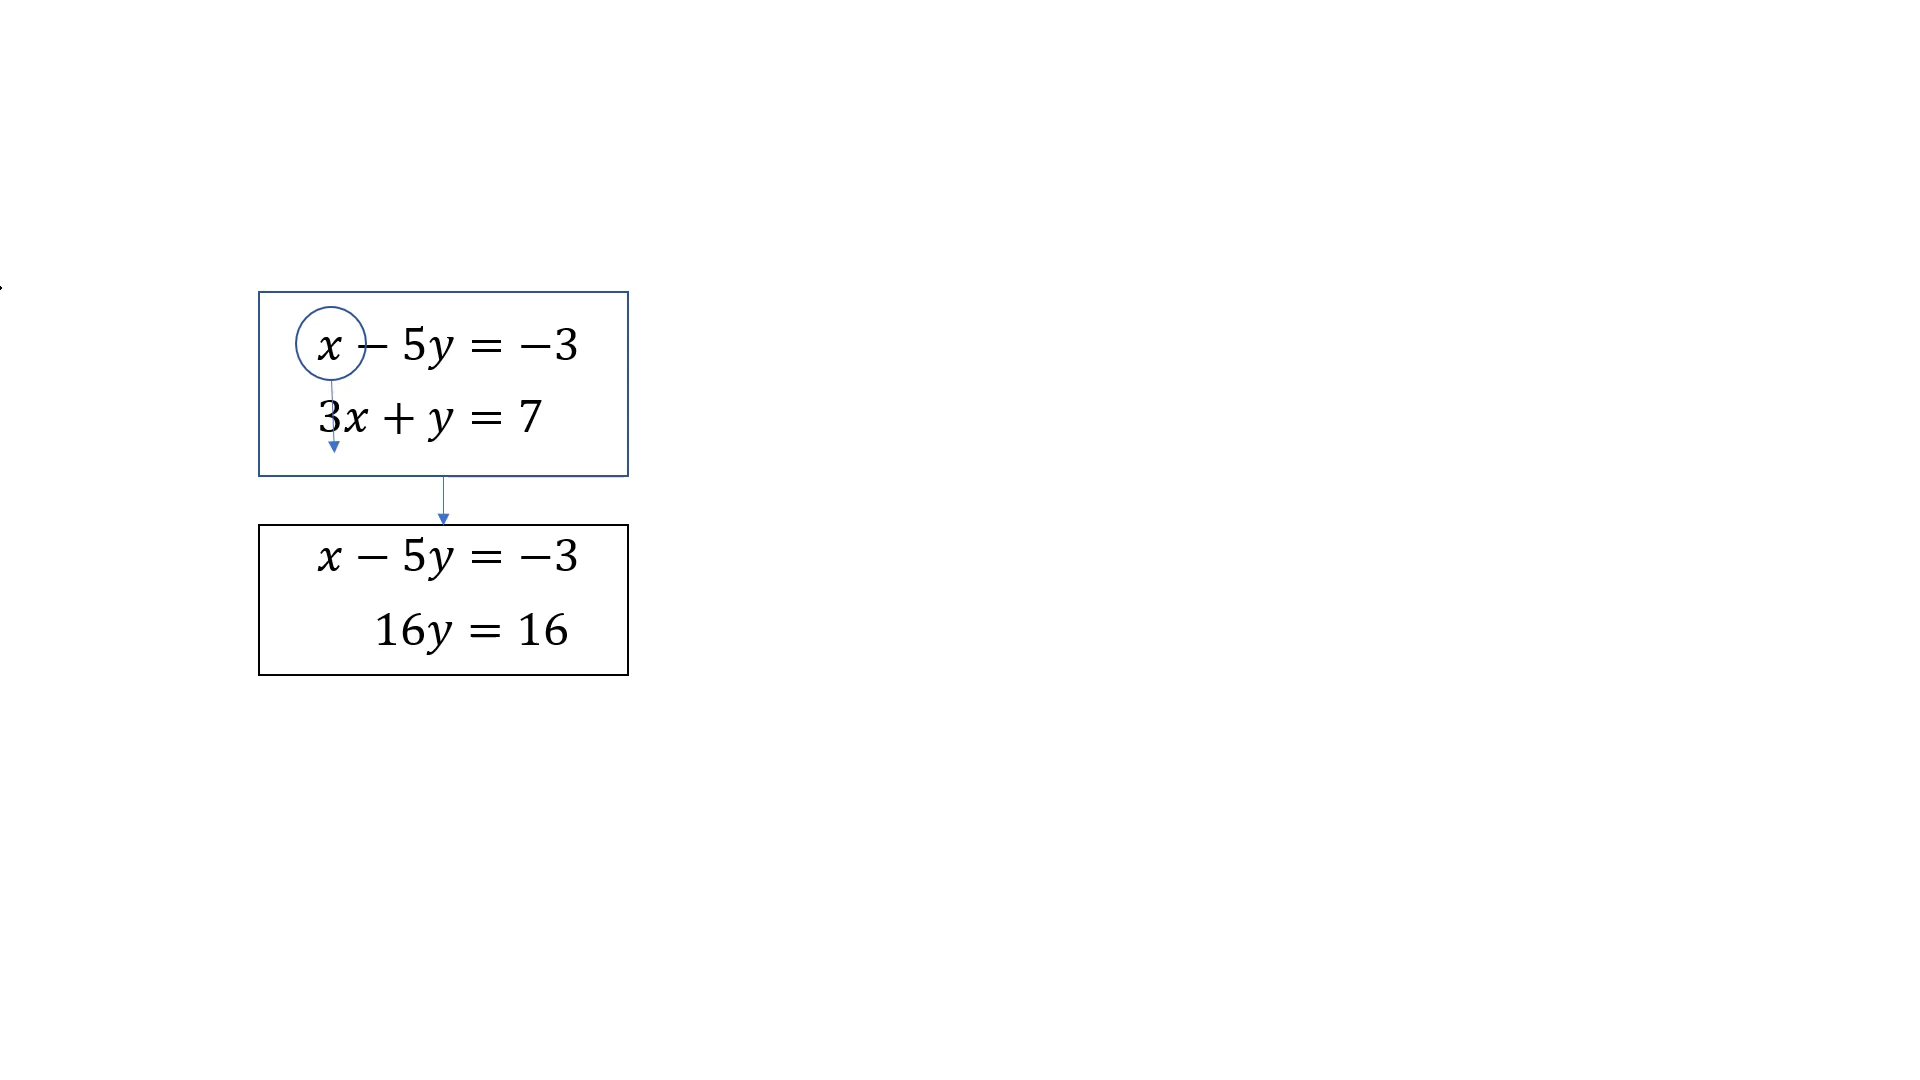 x − 5y = −3
3x + y = 7
x − 5y = −3
16y = 16